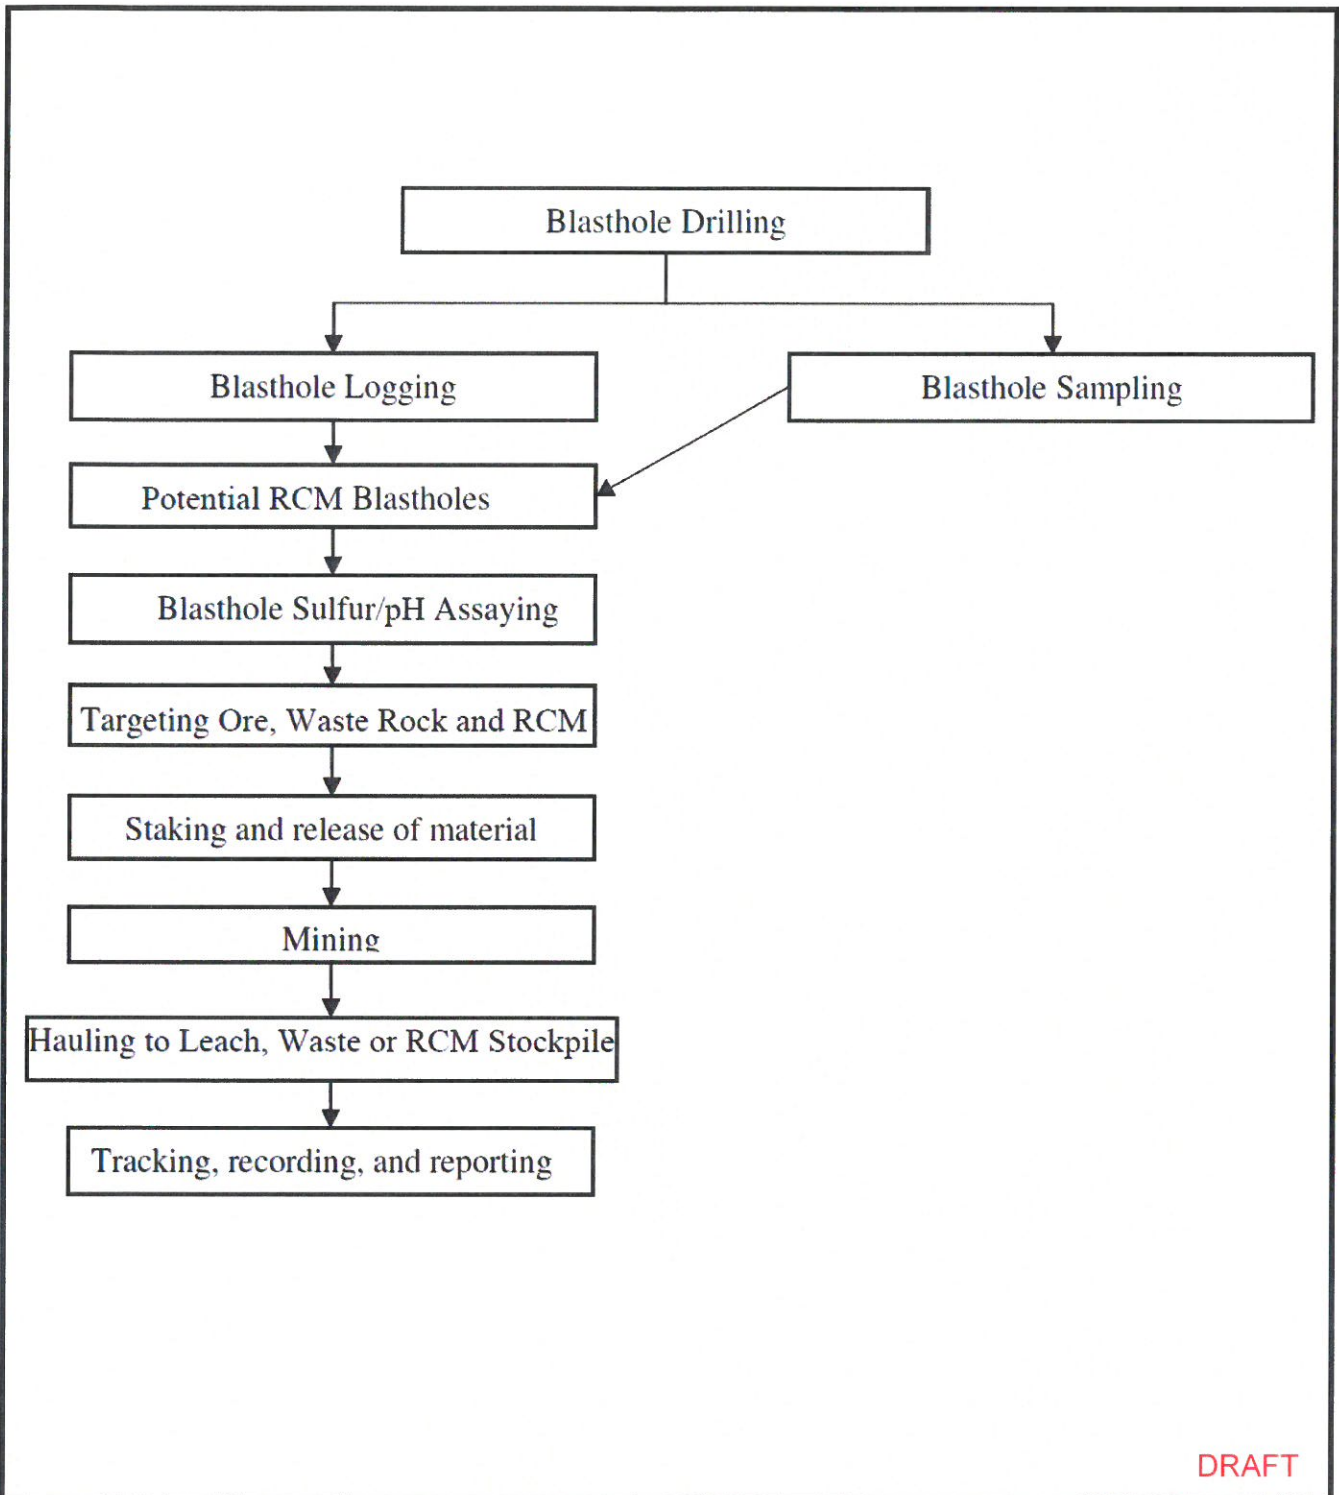 Blasthole Drilling
Blasthole Logging
Blasthole Sampling
Potential RCM Blastholes
Blasthole Sulfur/pH Assaying
Targeting Ore, Waste Rock and RCM
Staking and release of material
Mining
Hauling to Leach, Waste or RCM Stockpile
Tracking, recording, and reporting
DRAFT